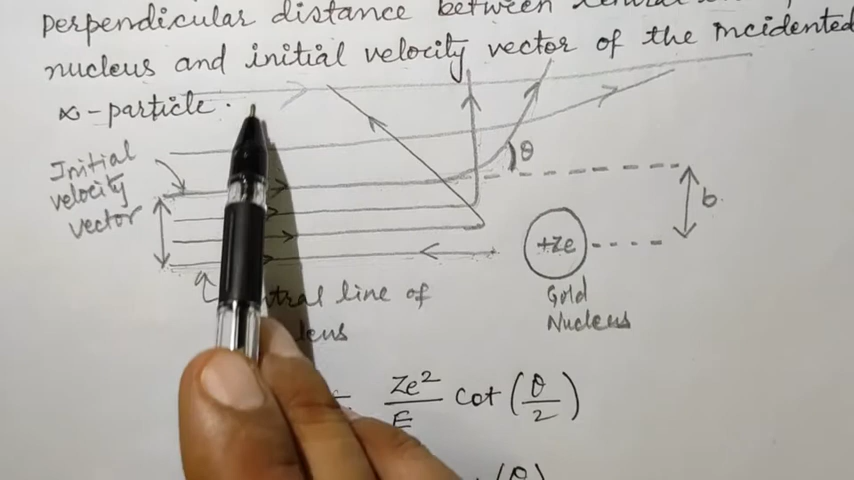 perpendicular distance between central
nucleus and initial velocity vector of the incidented
α-particle.
Initial
velocity
vector
θ
b
+Ze
Gold
Nucleus
line of
Ze²/E cot (θ/2)
(θ)